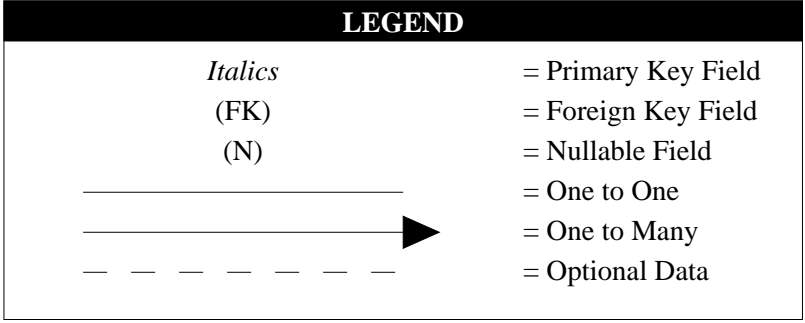 LEGEND
Italics = Primary Key Field
(FK) = Foreign Key Field
(N) = Nullable Field
= One to One
= One to Many
= Optional Data